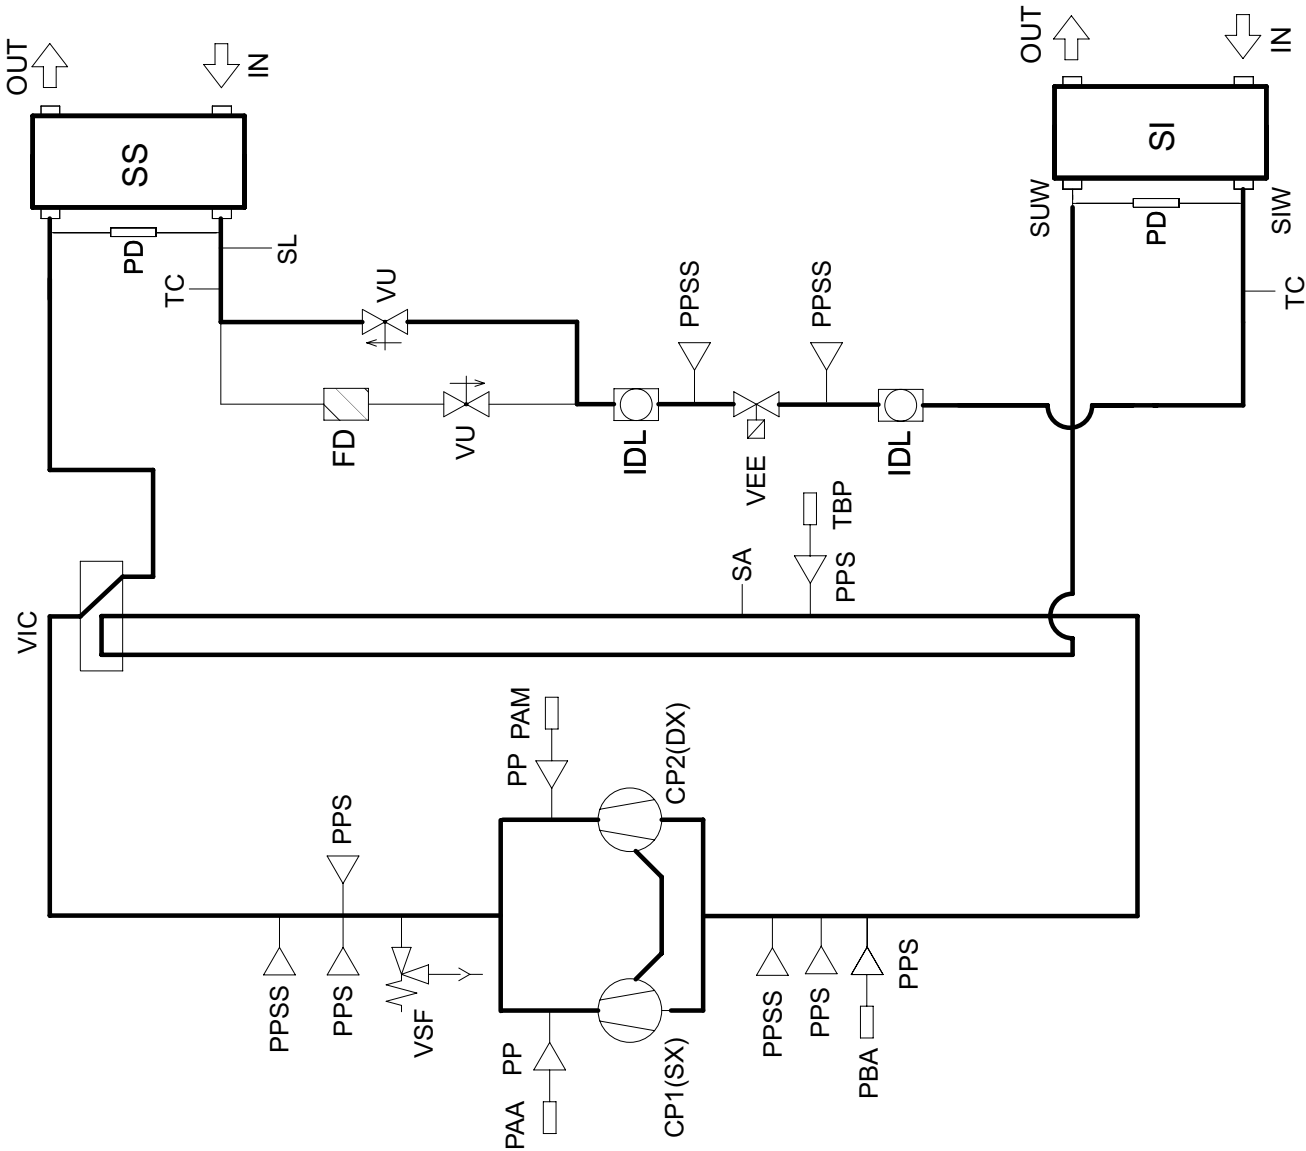 OUT
IN
SS
PD
SL
TC
VU
FD
VU
IDL
PPSS
VEE
PPSS
IDL
OUT
IN
SI
SUW
PD
SIW
TC
VIC
SA
TBP
PPS
PAM
PP
CP2(DX)
PPS
PPSS
PPS
VSF
PP
PAA
CP1(SX)
PPSS
PPS
PPS
PBA